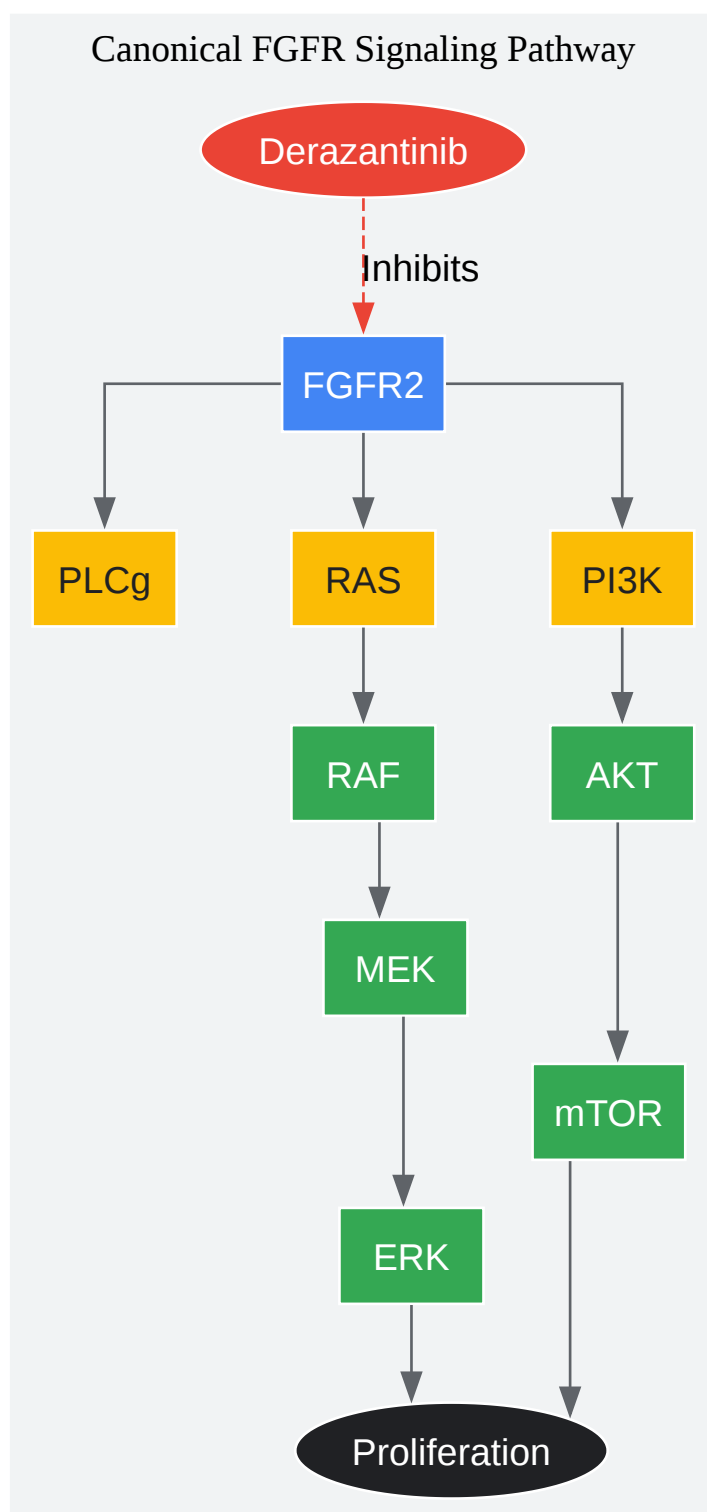 Canonical FGFR Signaling Pathway
Derazantinib
Inhibits
FGFR2
PLCg
RAS
PI3K
RAF
AKT
MEK
mTOR
ERK
Proliferation